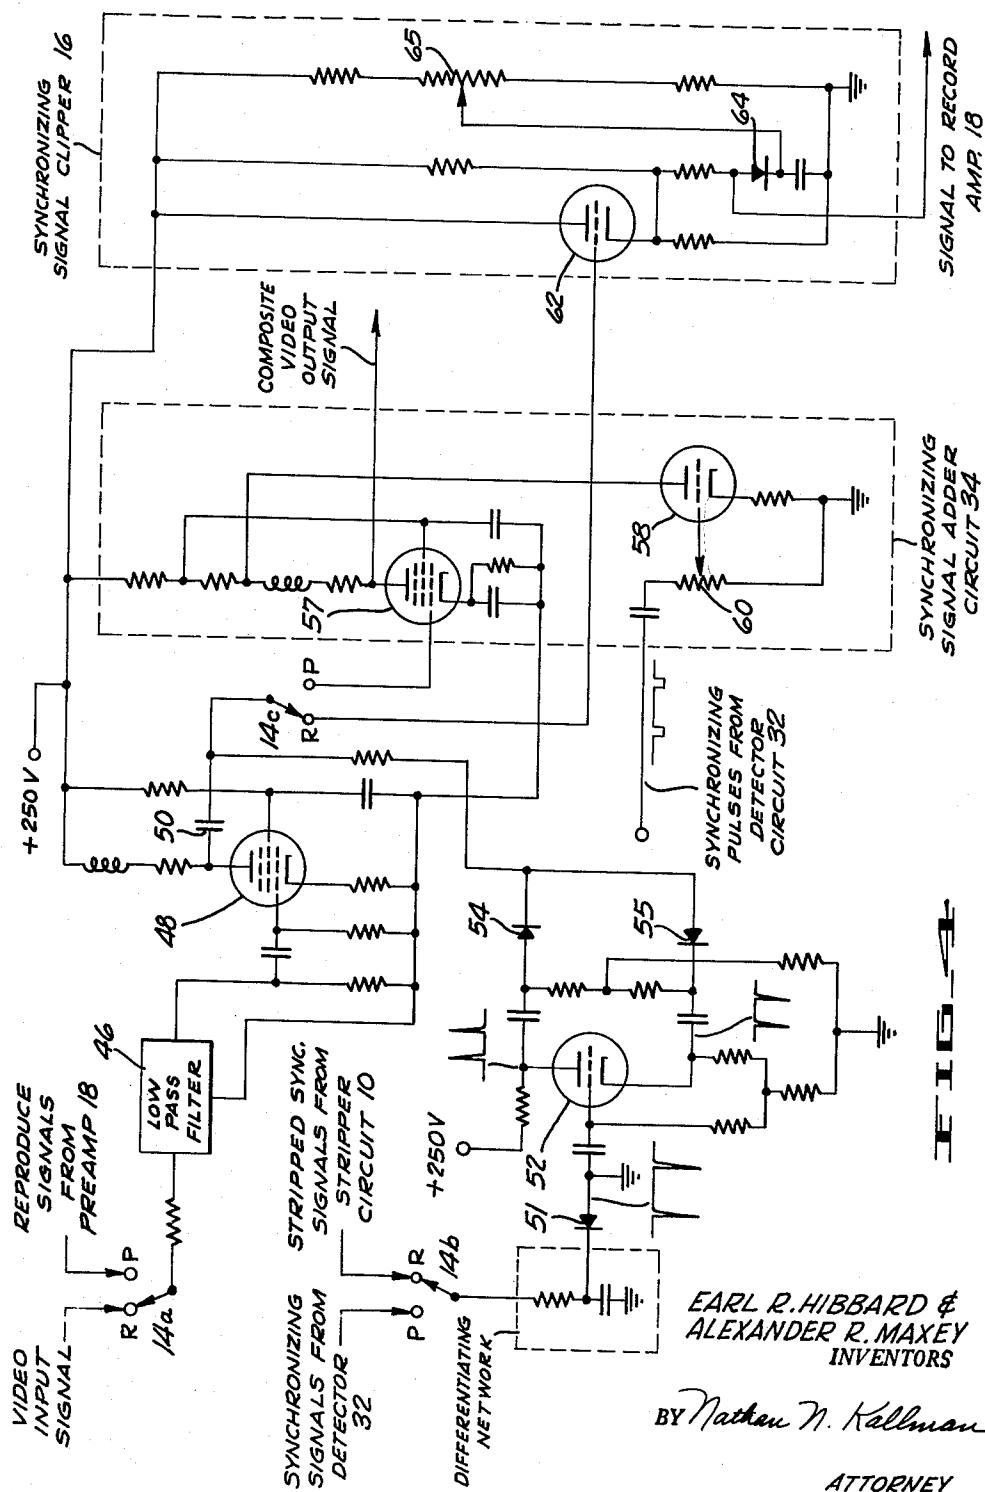 VIDEO
INPUT
SIGNAL
REPRODUCE
SIGNALS
FROM
PREAMP 18
R
P
14a
46
LOW
PASS
FILTER
+250V
48
50
14c
R
P
57
COMPOSITE
VIDEO
OUTPUT
SIGNAL
SYNCHRONIZING
SIGNAL CLIPPER 16
65
64
62
SIGNAL TO RECORD
AMP. 18
SYNCHRONIZING
SIGNALS FROM
DETECTOR
32
STRIPPED SYNC.
SIGNALS FROM
STRIPPER
CIRCUIT 10
P
R
14b
DIFFERENTIATING
NETWORK
51
52
+250V
54
55
SYNCHRONIZING
PULSES FROM
DETECTOR
CIRCUIT 32
58
60
SYNCHRONIZING
SIGNAL ADDER
CIRCUIT 34
FIG. 4
EARL R. HIBBARD &
ALEXANDER R. MAXEY
INVENTORS
BY Nathan N. Kallman
ATTORNEY